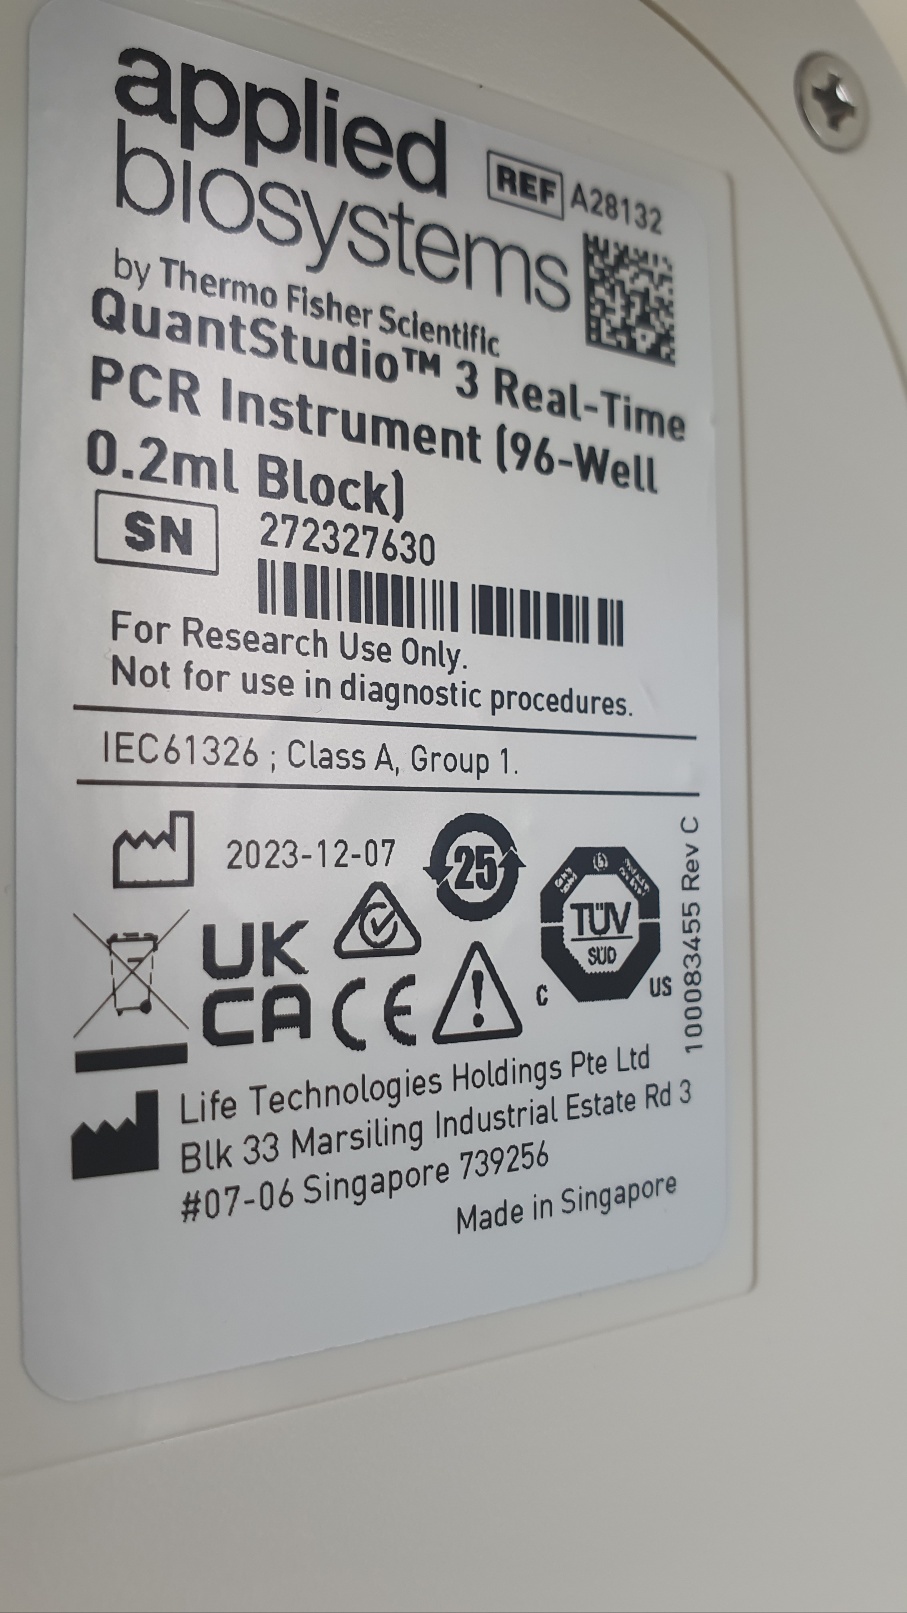 applied
biosystems
by Thermo Fisher Scientific
REF A28132
QuantStudio™ 3 Real-Time
PCR Instrument (96-Well
0.2ml Block)
SN 272327630
For Research Use Only.
Not for use in diagnostic procedures.
IEC61326 ; Class A, Group 1.
2023-12-07
25
UK
CA
CE
TÜV
SÜD
C US
100083455 Rev C
Life Technologies Holdings Pte Ltd
Blk 33 Marsiling Industrial Estate Rd 3
#07-06 Singapore 739256
Made in Singapore